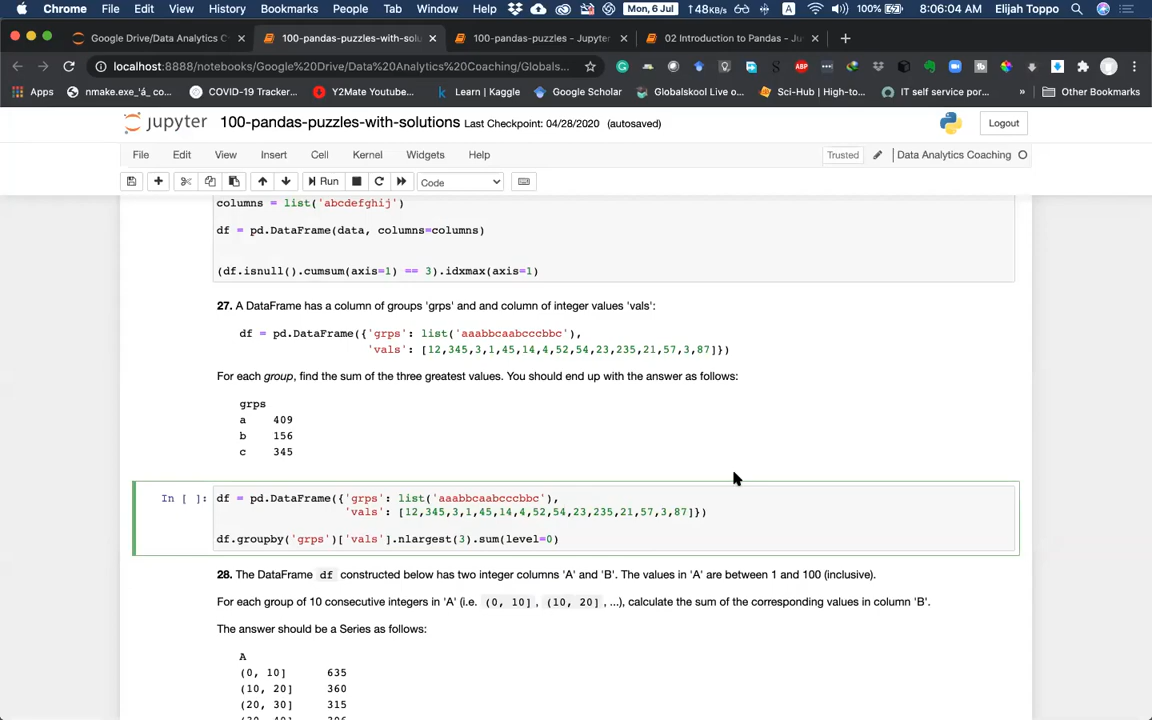 Chrome File Edit View History Bookmarks People Tab Window Help Mon, 6 Jul 48KB/s A 100% 8:06:04 AM Elijah Toppo
Google Drive/Data Analytics C × 100-pandas-puzzles-with-soluti × 100-pandas-puzzles - Jupyter × 02 Introduction to Pandas - Ju ×
localhost:8888/notebooks/Google%20Drive/Data%20Analytics%20Coaching/Globals... ABP
Apps nmake.exe_'á_ co... COVID-19 Tracker... Y2Mate Youtube... Learn | Kaggle Google Scholar Globalskool Live o... Sci-Hub | High-to... IT self service por... » Other Bookmarks
jupyter 100-pandas-puzzles-with-solutions Last Checkpoint: 04/28/2020 (autosaved) Logout
File Edit View Insert Cell Kernel Widgets Help Trusted Data Analytics Coaching
Run Code
columns = list('abcdefghij')
df = pd.DataFrame(data, columns=columns)
(df.isnull().cumsum(axis=1) == 3).idxmax(axis=1)
27. A DataFrame has a column of groups 'grps' and and column of integer values 'vals':
df = pd.DataFrame({'grps': list('aaabbcaabcccbbc'),
'vals': [12,345,3,1,45,14,4,52,54,23,235,21,57,3,87]})
For each group, find the sum of the three greatest values. You should end up with the answer as follows:
grps
a 409
b 156
c 345
In [ ]: df = pd.DataFrame({'grps': list('aaabbcaabcccbbc'),
'vals': [12,345,3,1,45,14,4,52,54,23,235,21,57,3,87]})
df.groupby('grps')['vals'].nlargest(3).sum(level=0)
28. The DataFrame df constructed below has two integer columns 'A' and 'B'. The values in 'A' are between 1 and 100 (inclusive).
For each group of 10 consecutive integers in 'A' (i.e. (0, 10], (10, 20], ...), calculate the sum of the corresponding values in column 'B'.
The answer should be a Series as follows:
A
(0, 10] 635
(10, 20] 360
(20, 30] 315
(30, 40] 306